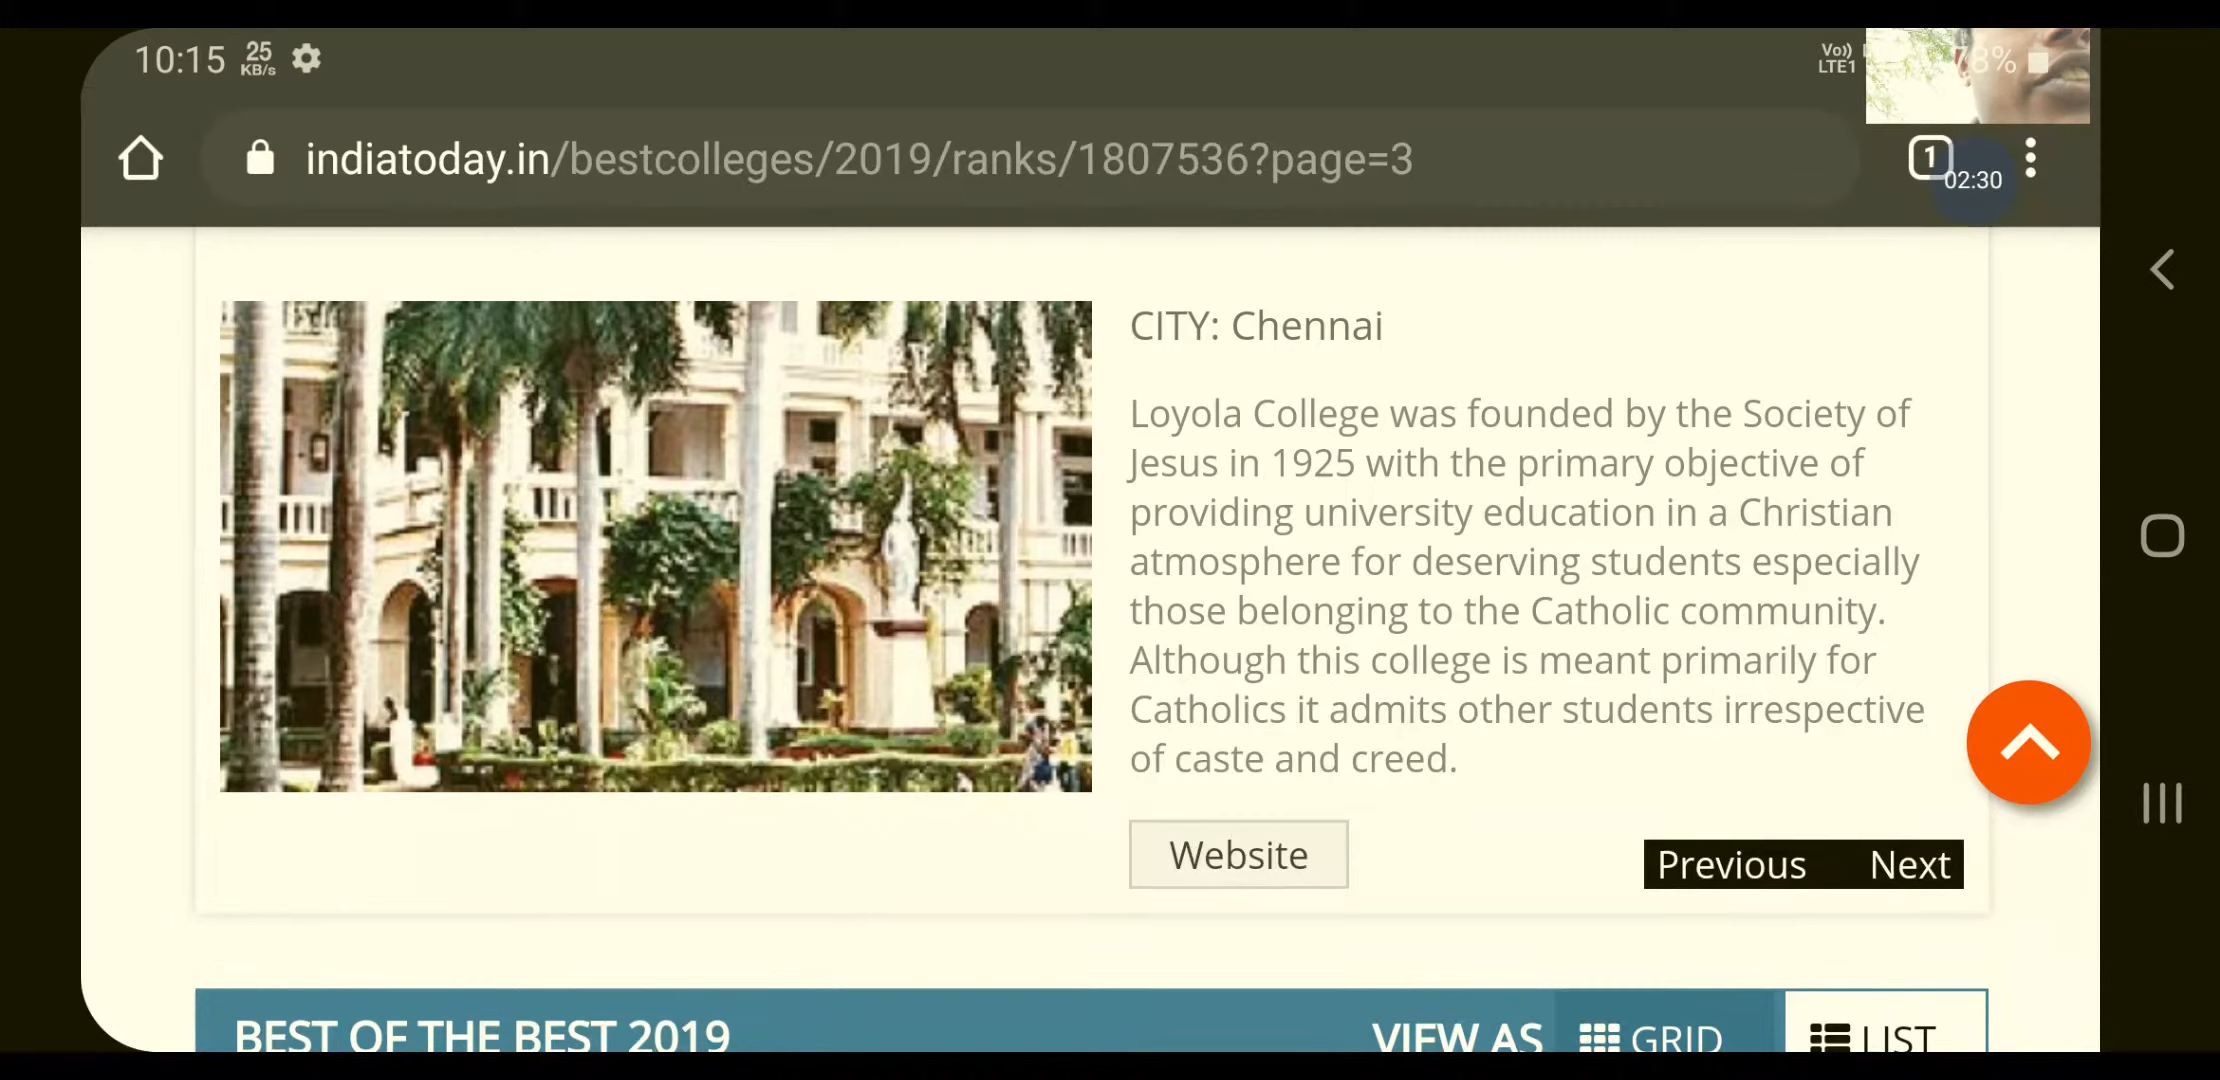 10:15 25 KB/s Vo)) LTE1 78%
indiatoday.in/bestcolleges/2019/ranks/1807536?page=3 1
02:30
CITY: Chennai
Loyola College was founded by the Society of
Jesus in 1925 with the primary objective of
providing university education in a Christian
atmosphere for deserving students especially
those belonging to the Catholic community.
Although this college is meant primarily for
Catholics it admits other students irrespective
of caste and creed.
Website
Previous Next
BEST OF THE BEST 2019 VIEW AS GRID LIST